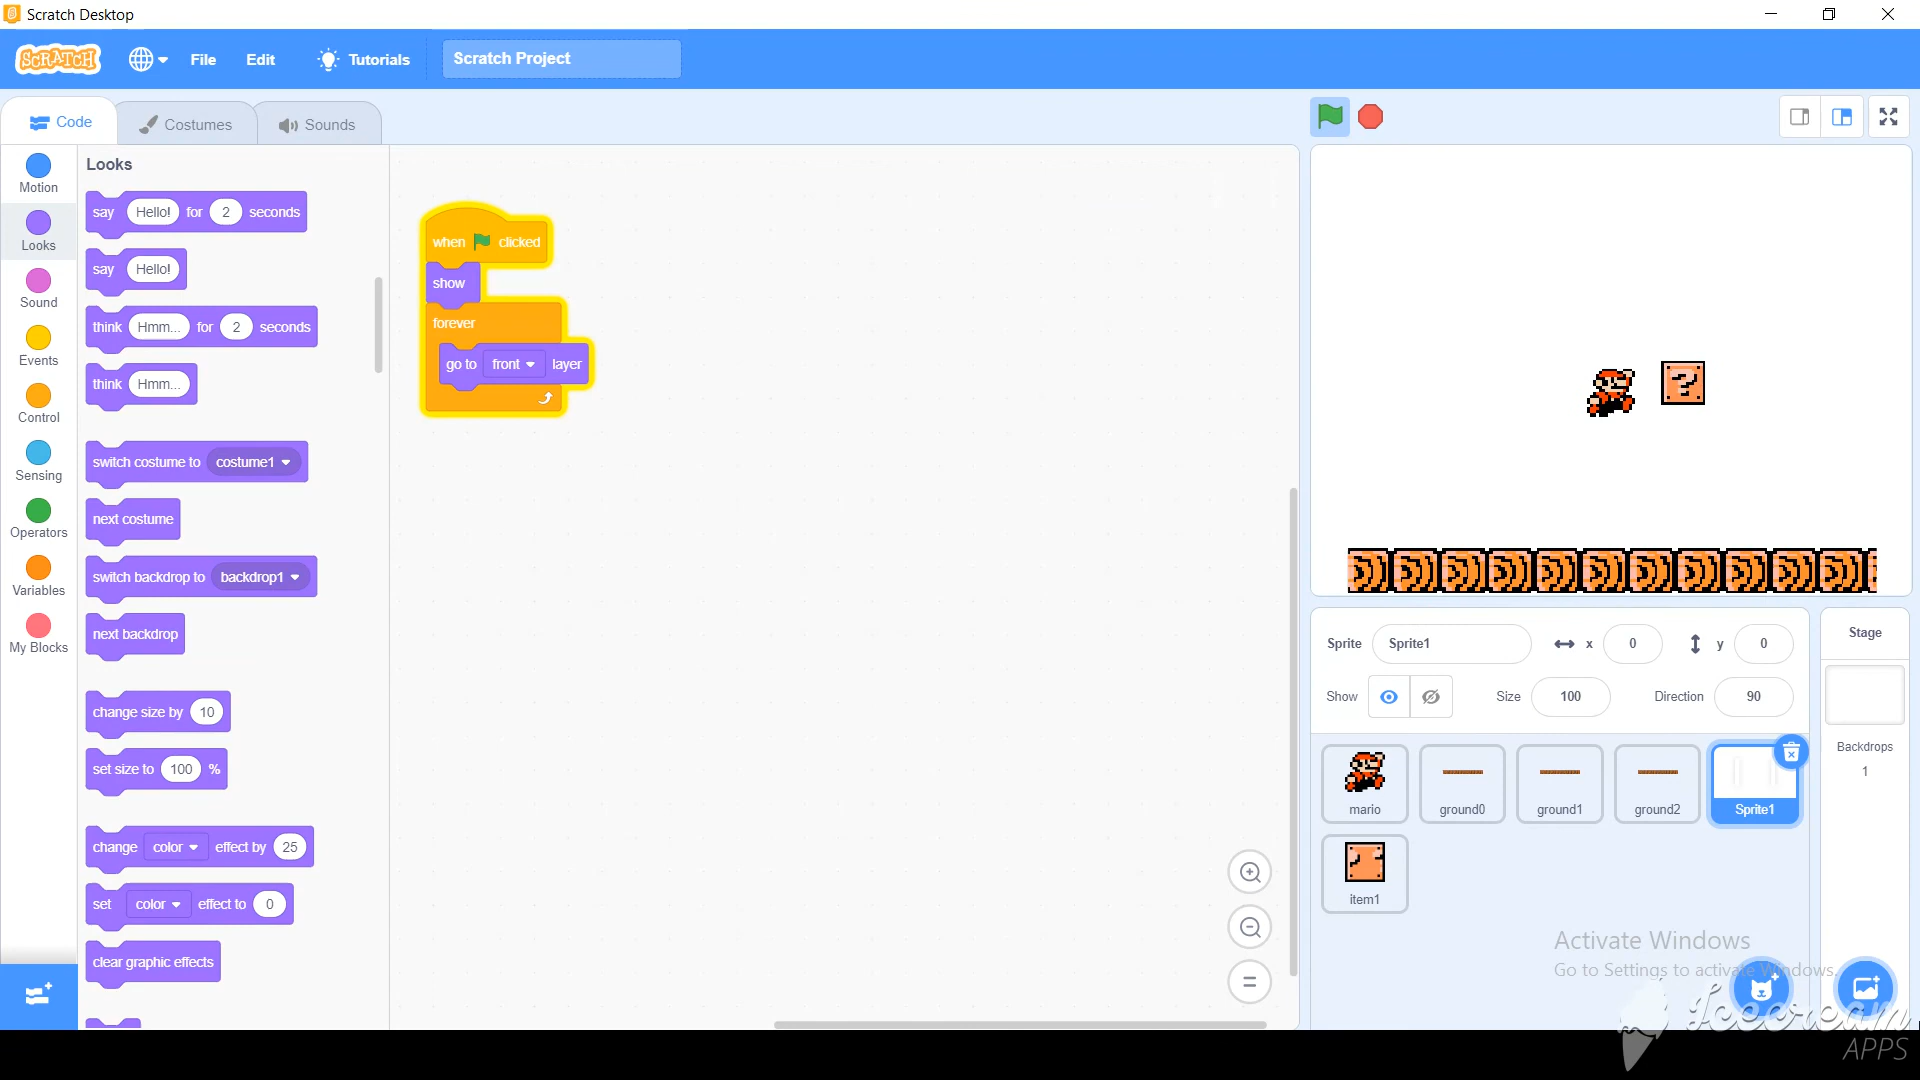 Scratch Desktop
SCRATCH
File
Edit
Tutorials
Scratch Project
Code
Costumes
Sounds
Motion
Looks
Sound
Events
Control
Sensing
Operators
Variables
My Blocks
Looks
say Hello! for 2 seconds
say Hello!
think Hmm... for 2 seconds
think Hmm...
switch costume to costume1
next costume
switch backdrop to backdrop1
next backdrop
change size by 10
set size to 100 %
change color effect by 25
set color effect to 0
clear graphic effects
when clicked
show
forever
go to front layer
?
Sprite Sprite1 x 0 y 0
Show Size 100 Direction 90
mario
ground0
ground1
ground2
Sprite1
item1
Stage
Backdrops
1
Activate Windows
Go to Settings to activate Windows.
Icecream
APPS